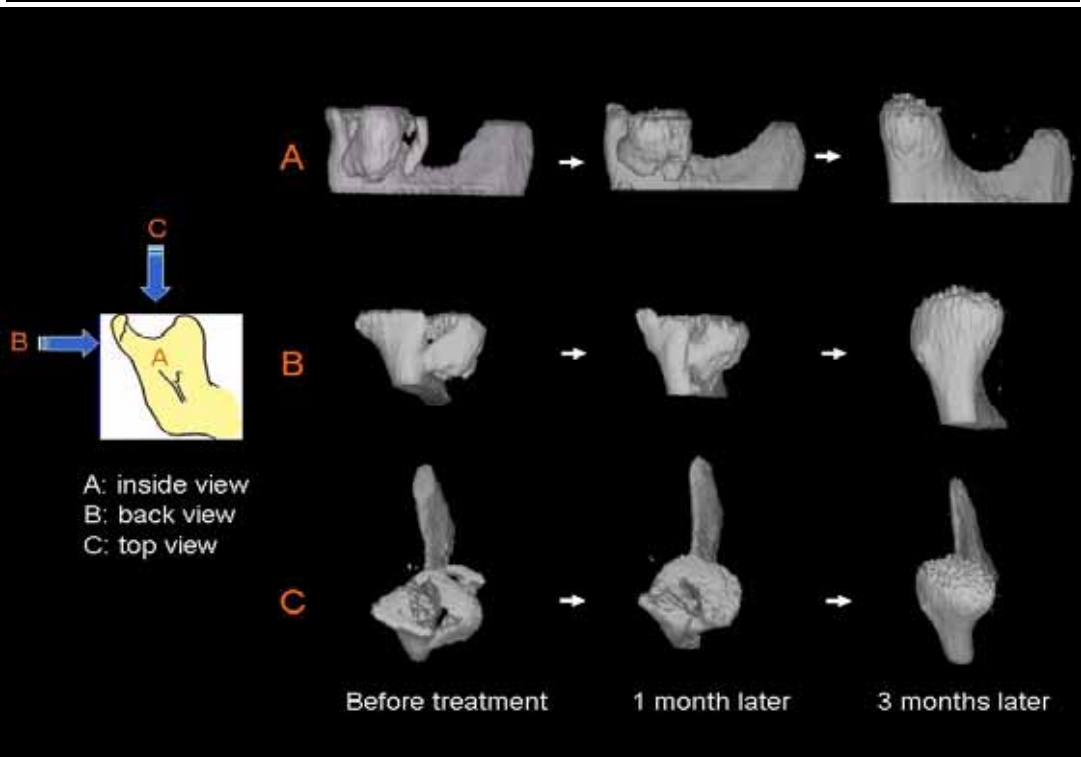 A
C
B
A
B
A: inside view
B: back view
C: top view
C
Before treatment
1 month later
3 months later